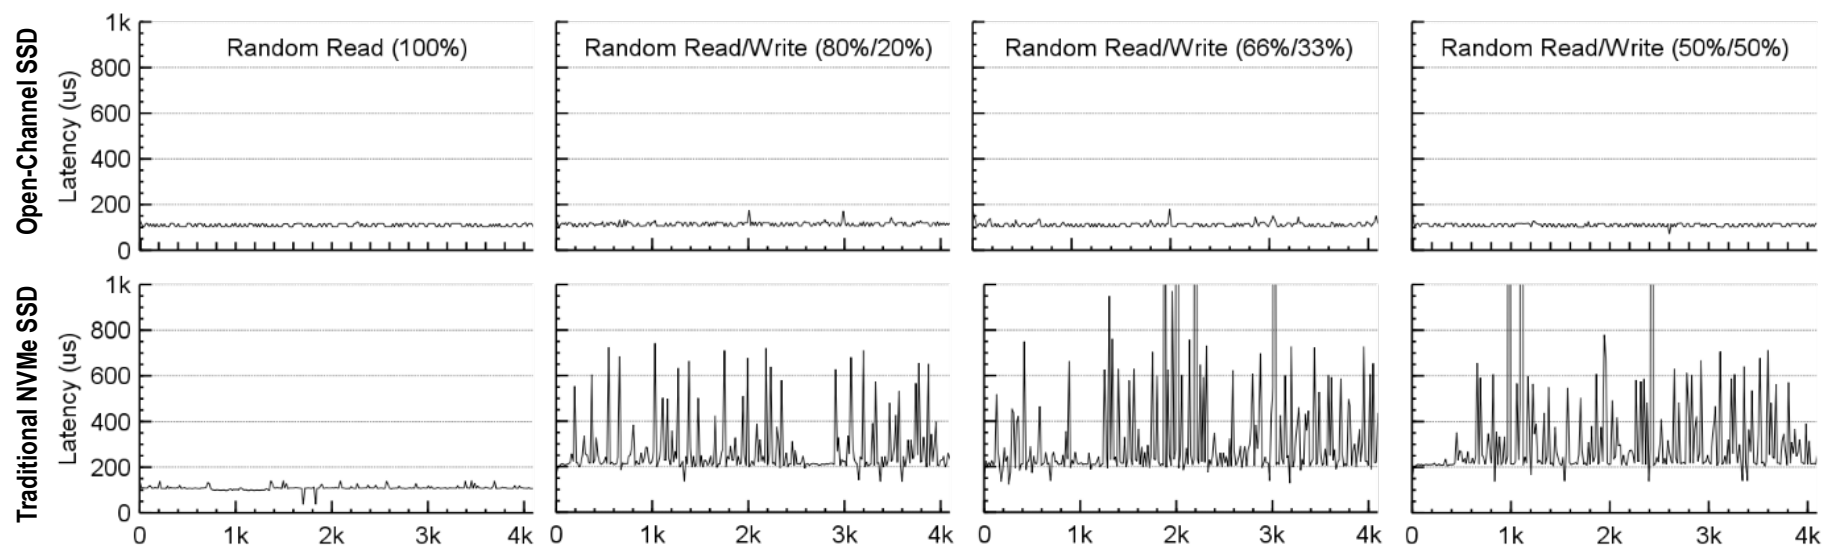 Open-Channel SSD
Latency (us)
1k
800
600
400
200
0
Random Read (100%)
Random Read/Write (80%/20%)
Random Read/Write (66%/33%)
Random Read/Write (50%/50%)
Traditional NVMe SSD
Latency (us)
1k
800
600
400
200
0
0 1k 2k 3k 4k
0 1k 2k 3k 4k
0 1k 2k 3k 4k
0 1k 2k 3k 4k